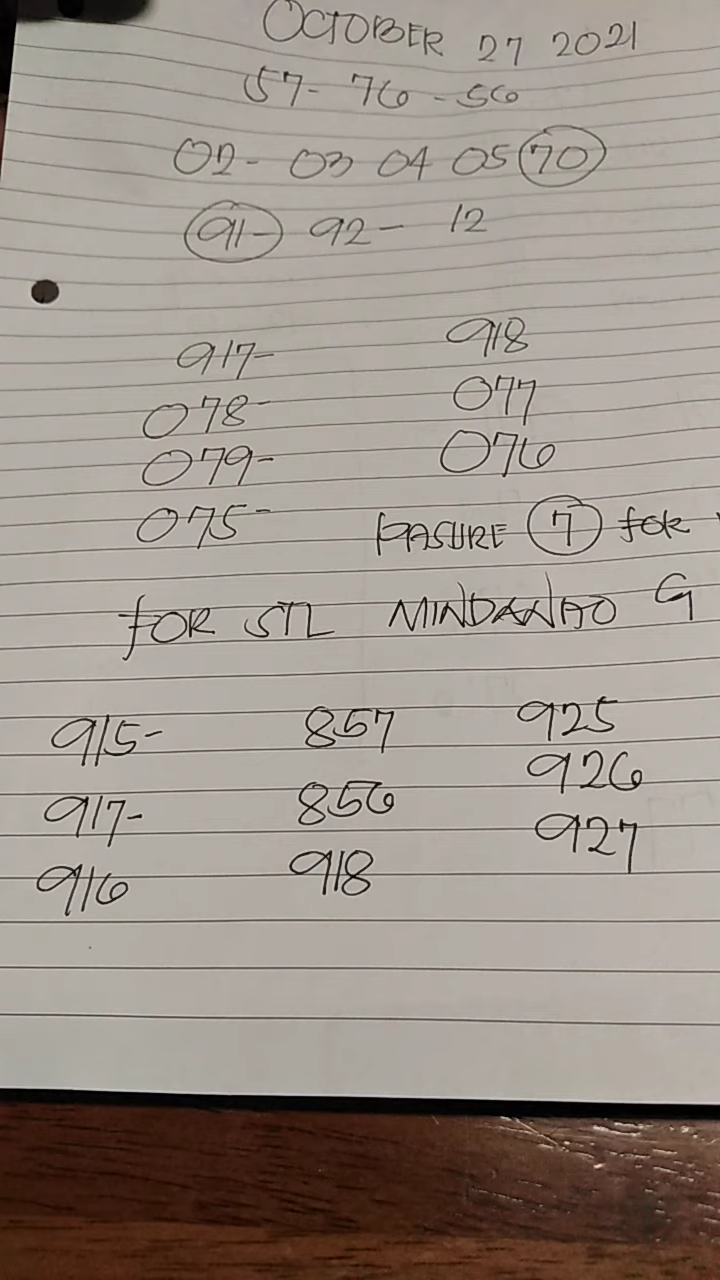 OCTOBER 27 2021
57- 76 - 56
02- 03 04 05 70
91- 92- 12
917- 918
078- 077
079- 076
075- PASURE 7 FOR
FOR STL MINDANAO G
915- 857 925
917- 856 926
916 918 927